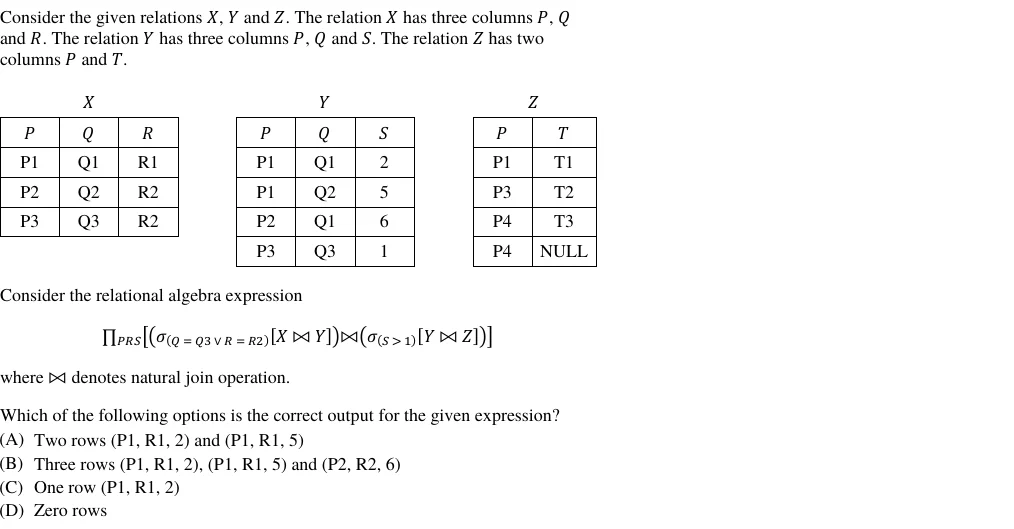 Consider the given relations X, Y and Z. The relation X has three columns P, Q
and R. The relation Y has three columns P, Q and S. The relation Z has two
columns P and T.
X Y Z
P Q R P Q S P T
P1 Q1 R1 P1 Q1 2 P1 T1
P2 Q2 R2 P1 Q2 5 P3 T2
P3 Q3 R2 P2 Q1 6 P4 T3
P3 Q3 1 P4 NULL
Consider the relational algebra expression
∏PRS[(σ(Q = Q3 ∨ R = R2)[X ⋈ Y])⋈(σ(S > 1)[Y ⋈ Z])]
where ⋈ denotes natural join operation.
Which of the following options is the correct output for the given expression?
(A) Two rows (P1, R1, 2) and (P1, R1, 5)
(B) Three rows (P1, R1, 2), (P1, R1, 5) and (P2, R2, 6)
(C) One row (P1, R1, 2)
(D) Zero rows